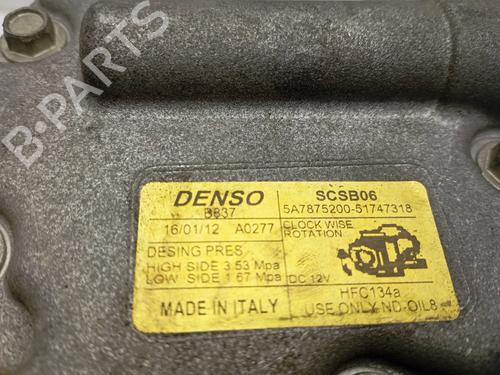 B-PARTS
DENSO
B837
16/01/12 A0277
DESING PRES.
HIGH SIDE 3.53 Mpa
LOW SIDE 1.67 Mpa
MADE IN ITALY
SCSB06
5A7875200-51747318
CLOCK WISE
ROTATION
DC 12V
HFC134a
USE ONLY ND-OIL8